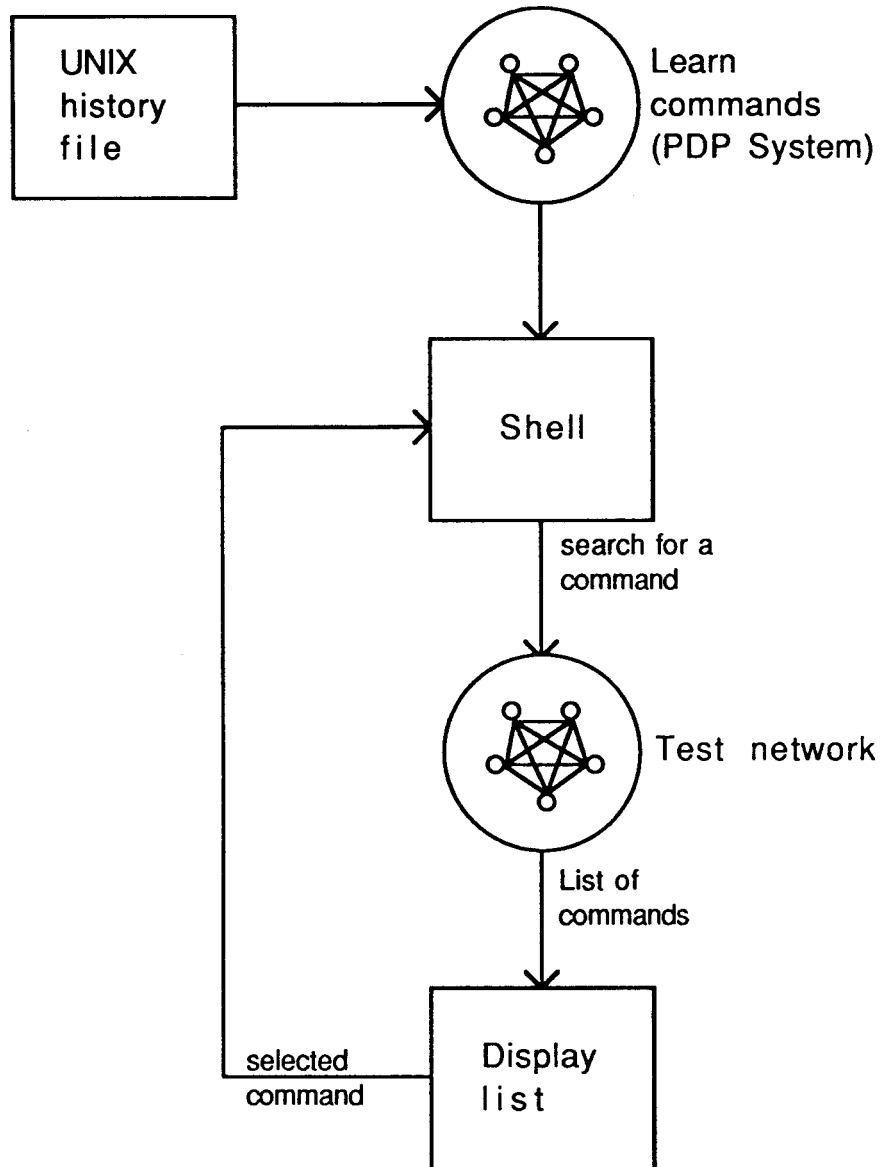 UNIX
history
file
Learn
commands
(PDP System)
Shell
search for a
command
Test network
List of
commands
Display
list
selected
command